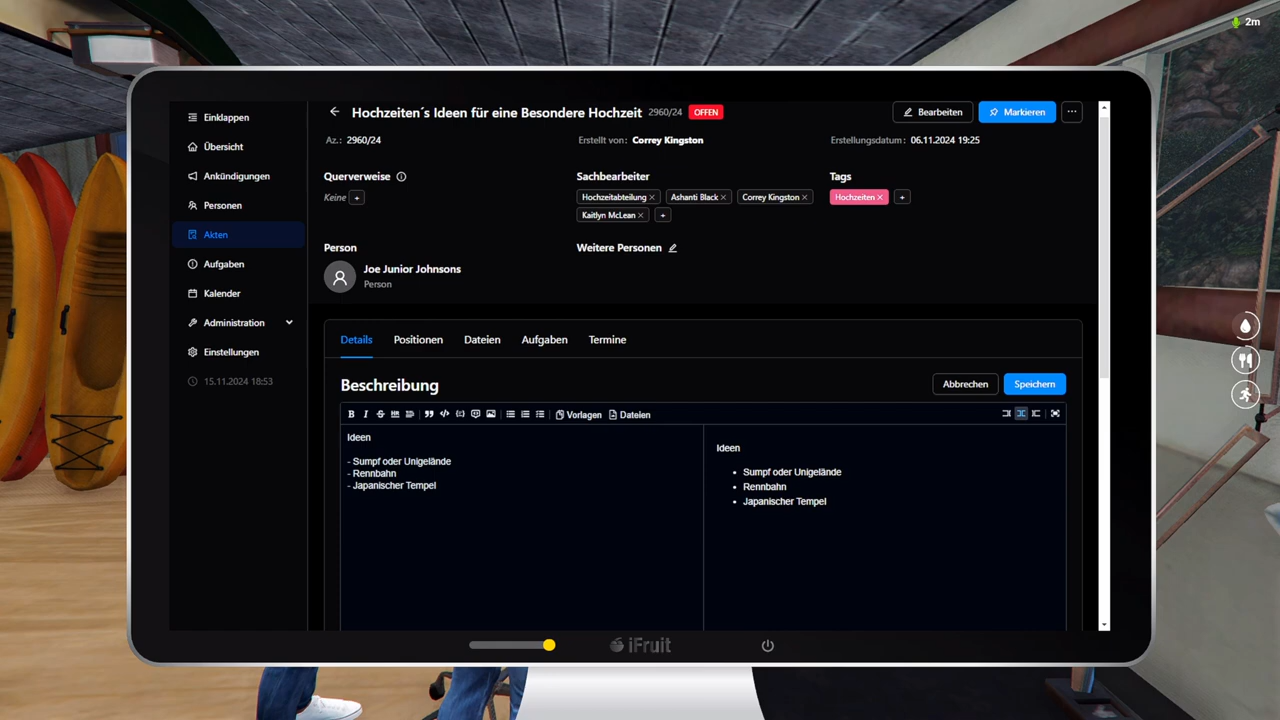 2m
Einklappen
Übersicht
Ankündigungen
Personen
Akten
Aufgaben
Kalender
Administration
Einstellungen
15.11.2024 18:53
Hochzeiten´s Ideen für eine Besondere Hochzeit 2960/24 OFFEN
Bearbeiten Markieren ...
Az.: 2960/24 Erstellt von: Correy Kingston Erstellungsdatum: 06.11.2024 19:25
Querverweise Sachbearbeiter Tags
Keine + Hochzeitabteilung × Ashanti Black × Correy Kingston × Hochzeiten × +
Kaitlyn McLean × +
Person Weitere Personen
Joe Junior Johnsons
Person
Details Positionen Dateien Aufgaben Termine
Beschreibung Abbrechen Speichern
B I S H Vorlagen Dateien
Ideen
- Sumpf oder Unigelände
- Rennbahn
- Japanischer Tempel
Ideen
• Sumpf oder Unigelände
• Rennbahn
• Japanischer Tempel
iFruit